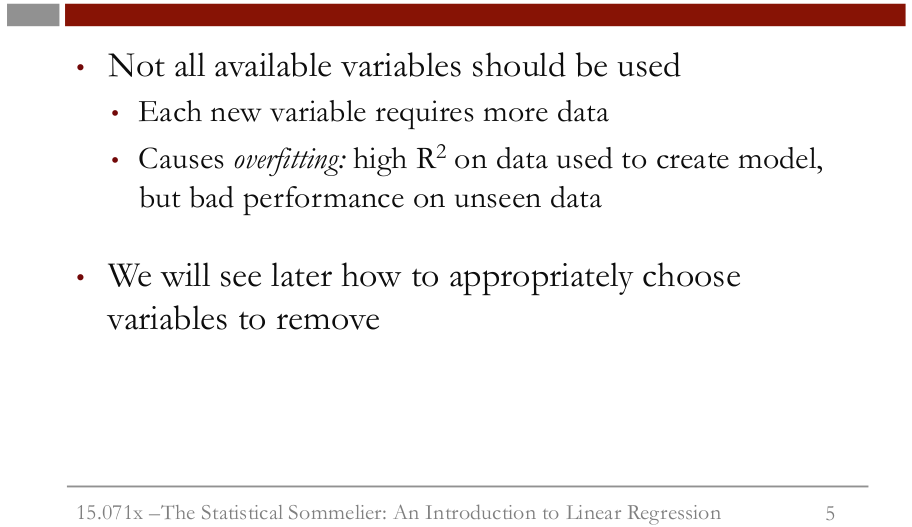 • Not all available variables should be used
• Each new variable requires more data
• Causes overfitting: high R² on data used to create model,
but bad performance on unseen data
• We will see later how to appropriately choose
variables to remove
15.071x –The Statistical Sommelier: An Introduction to Linear Regression 5